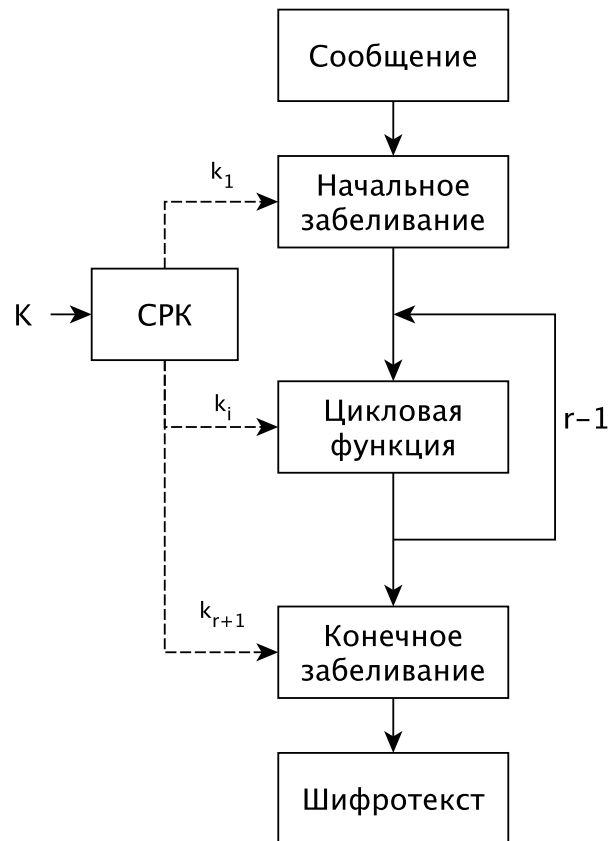 Сообщение
k1
Начальное
забеливание
K
СРК
ki
Цикловая
функция
r−1
kr+1
Конечное
забеливание
Шифротекст